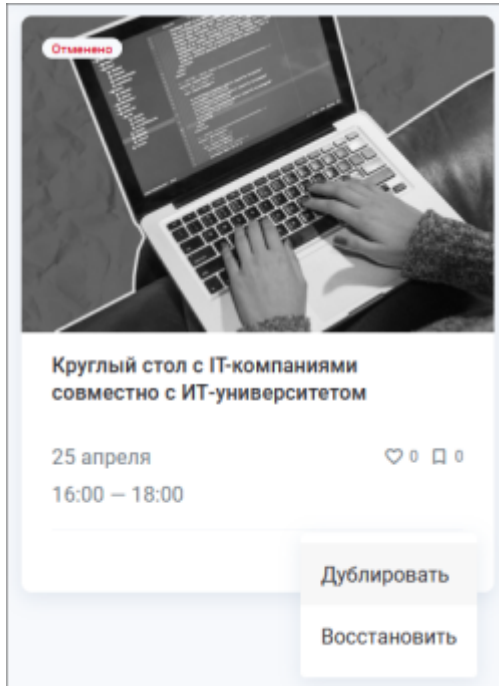 Отменено
Круглый стол с IT-компаниями
совместно с ИТ-университетом
25 апреля
0 0
16:00 — 18:00
Дублировать
Восстановить